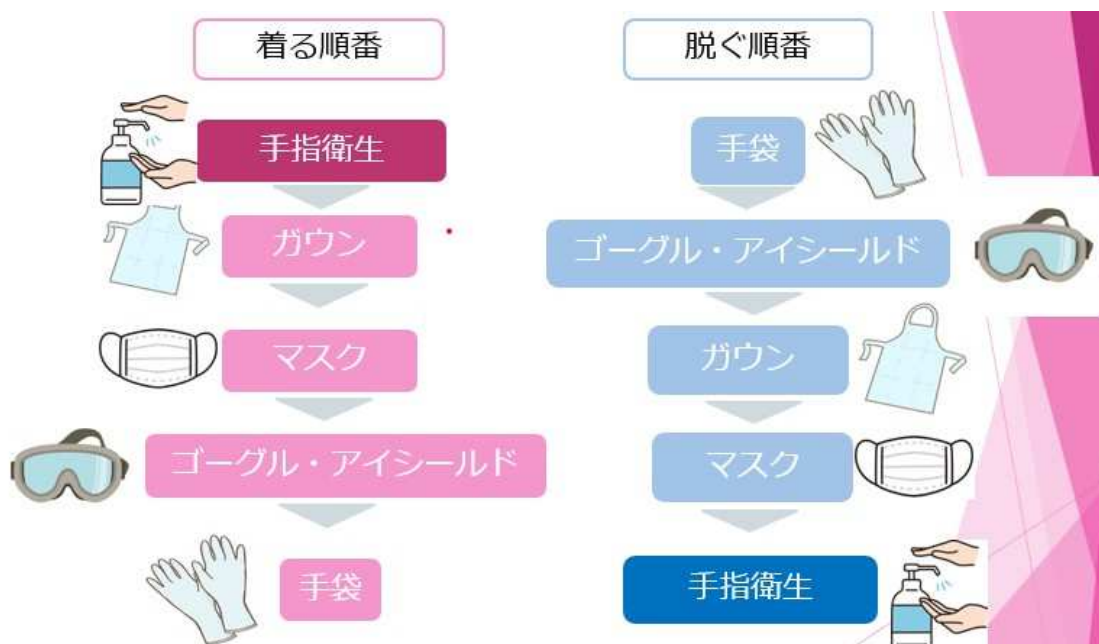 着る順番
手指衛生
ガウン
マスク
ゴーグル・アイシールド
手袋
脱ぐ順番
手袋
ゴーグル・アイシールド
ガウン
マスク
手指衛生